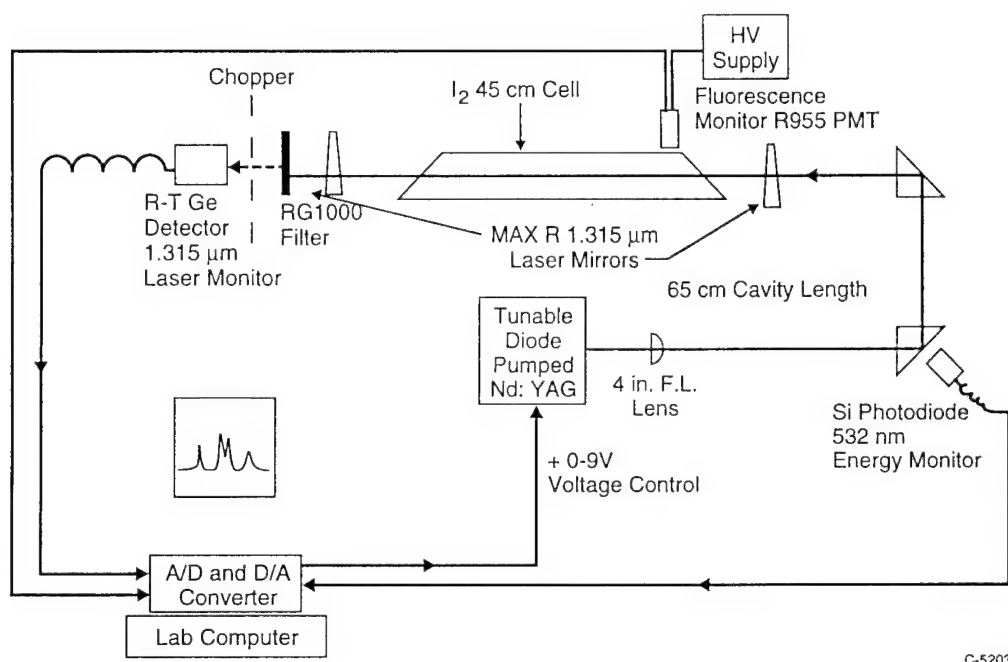 HV
Supply
Chopper
I2 45 cm Cell
Fluorescence
Monitor R955 PMT
R-T Ge
Detector
1.315 µm
Laser Monitor
RG1000
Filter
MAX R 1.315 µm
Laser Mirrors
65 cm Cavity Length
Tunable
Diode
Pumped
Nd: YAG
4 in. F.L.
Lens
Si Photodiode
532 nm
Energy Monitor
+ 0-9V
Voltage Control
A/D and D/A
Converter
Lab Computer